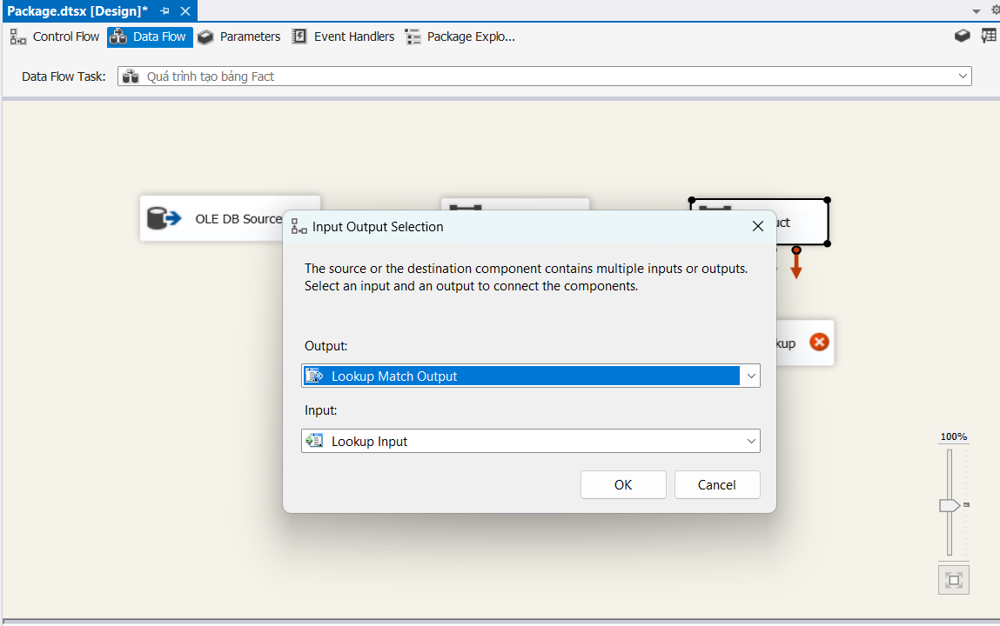 Package.dtsx [Design]*
Control Flow Data Flow Parameters Event Handlers Package Explo...
Data Flow Task: Quá trình tạo bảng Fact
OLE DB Source
Input Output Selection
The source or the destination component contains multiple inputs or outputs.
Select an input and an output to connect the components.
Output:
Lookup Match Output
Input:
Lookup Input
OK Cancel
100%